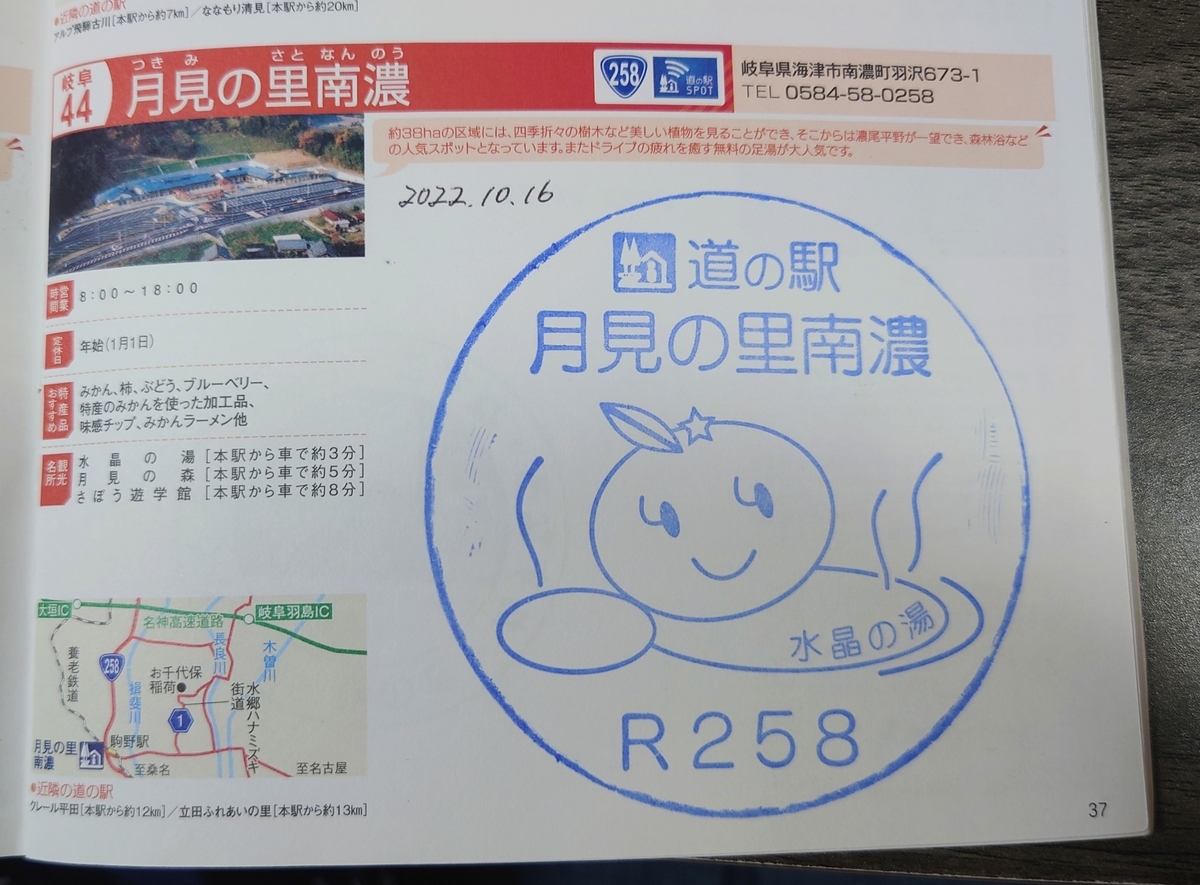 ●近隣の道の駅
アルプ飛騨古川[本駅から約7km]／ななもり清見[本駅から約20km]
岐阜
44
つきみ さとなんのう
月見の里南濃
258
道の駅
SPOT
岐阜県海津市南濃町羽沢673-1
TEL 0584-58-0258
約38haの区域には、四季折々の樹木など美しい植物を見ることができ、そこからは濃尾平野が一望でき、森林浴など
の人気スポットとなっています。またドライブの疲れを癒す無料の足湯が大人気です。
2022.10.16
営業時間
8:00～18:00
定休日
年始(1月1日)
特産品おすすめ
みかん、柿、ぶどう、ブルーベリー、
特産のみかんを使った加工品、
味感チップ、みかんラーメン他
観光名所
水晶の湯[本駅から車で約3分]
月見の森[本駅から車で約5分]
さぼう遊学館[本駅から車で約8分]
道の駅
月見の里南濃
水晶の湯
R258
大垣IC
岐阜羽島IC
名神高速道路
養老鉄道
258
揖斐川
長良川
木曽川
お千代保
稲荷
1
水郷ハナミズキ
街道
駒野駅
月見の里
南濃
至桑名
至名古屋
●近隣の道の駅
クレール平田[本駅から約12km]／立田ふれあいの里[本駅から約13km]
37